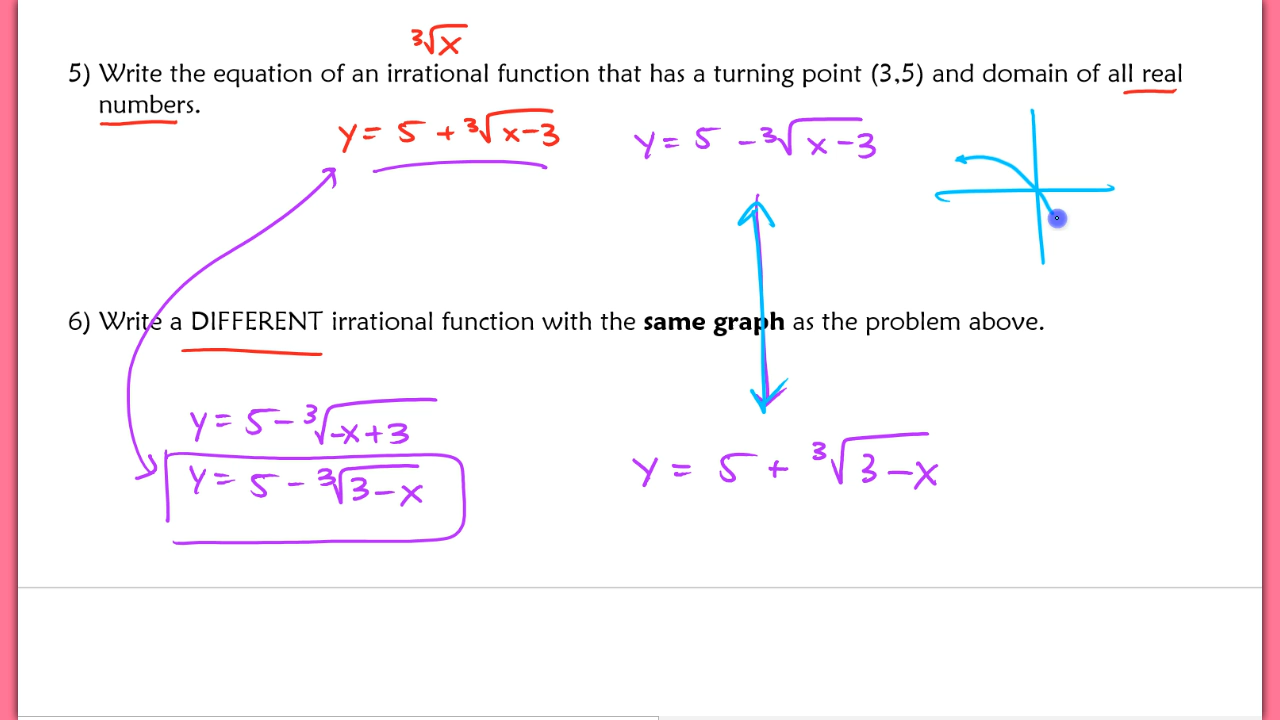 ∛x
5) Write the equation of an irrational function that has a turning point (3,5) and domain of all real
numbers.
y = 5 + ∛(x-3)
y = 5 - ∛(x-3)
6) Write a DIFFERENT irrational function with the same graph as the problem above.
y = 5 - ∛(-x+3)
y = 5 - ∛(3-x)
y = 5 + ∛(3-x)